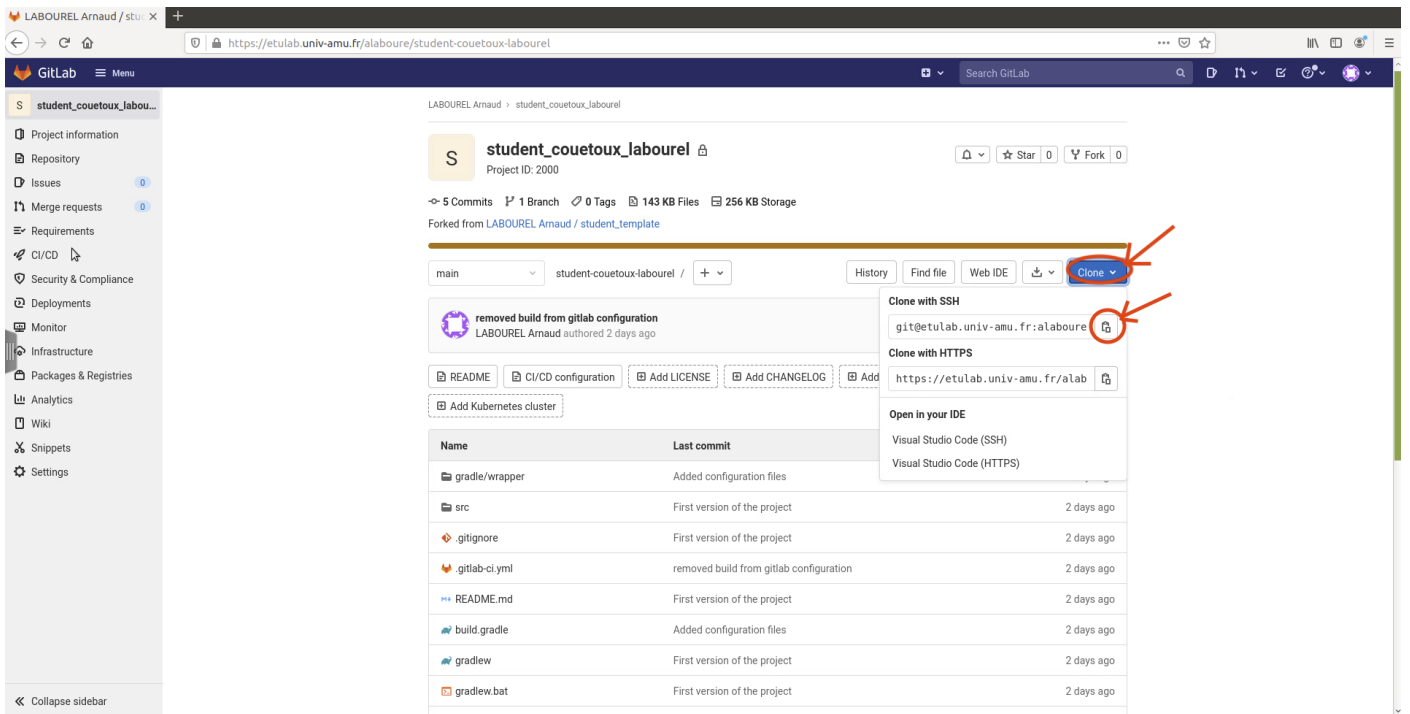 LABOUREL Arnaud / stud
https://etulab.univ-amu.fr/alaboure/student-couetoux-labourel
GitLab Menu Search GitLab
S student_couetoux_labou...
Project information
Repository
Issues 0
Merge requests 0
Requirements
CI/CD
Security & Compliance
Deployments
Monitor
Infrastructure
Packages & Registries
Analytics
Wiki
Snippets
Settings
Collapse sidebar
LABOUREL Arnaud > student_couetoux_labourel
S
student_couetoux_labourel
Project ID: 2000
Star 0 Fork 0
5 Commits 1 Branch 0 Tags 143 KB Files 256 KB Storage
Forked from LABOUREL Arnaud / student_template
main student-couetoux-labourel / + History Find file Web IDE Clone
removed build from gitlab configuration
LABOUREL Arnaud authored 2 days ago
Clone with SSH
git@etulab.univ-amu.fr:alaboure
Clone with HTTPS
https://etulab.univ-amu.fr/alab
Open in your IDE
Visual Studio Code (SSH)
Visual Studio Code (HTTPS)
README CI/CD configuration Add LICENSE Add CHANGELOG Add
Add Kubernetes cluster
Name Last commit
gradle/wrapper Added configuration files
src First version of the project 2 days ago
.gitignore First version of the project 2 days ago
.gitlab-ci.yml removed build from gitlab configuration 2 days ago
README.md First version of the project 2 days ago
build.gradle Added configuration files 2 days ago
gradlew First version of the project 2 days ago
gradlew.bat First version of the project 2 days ago